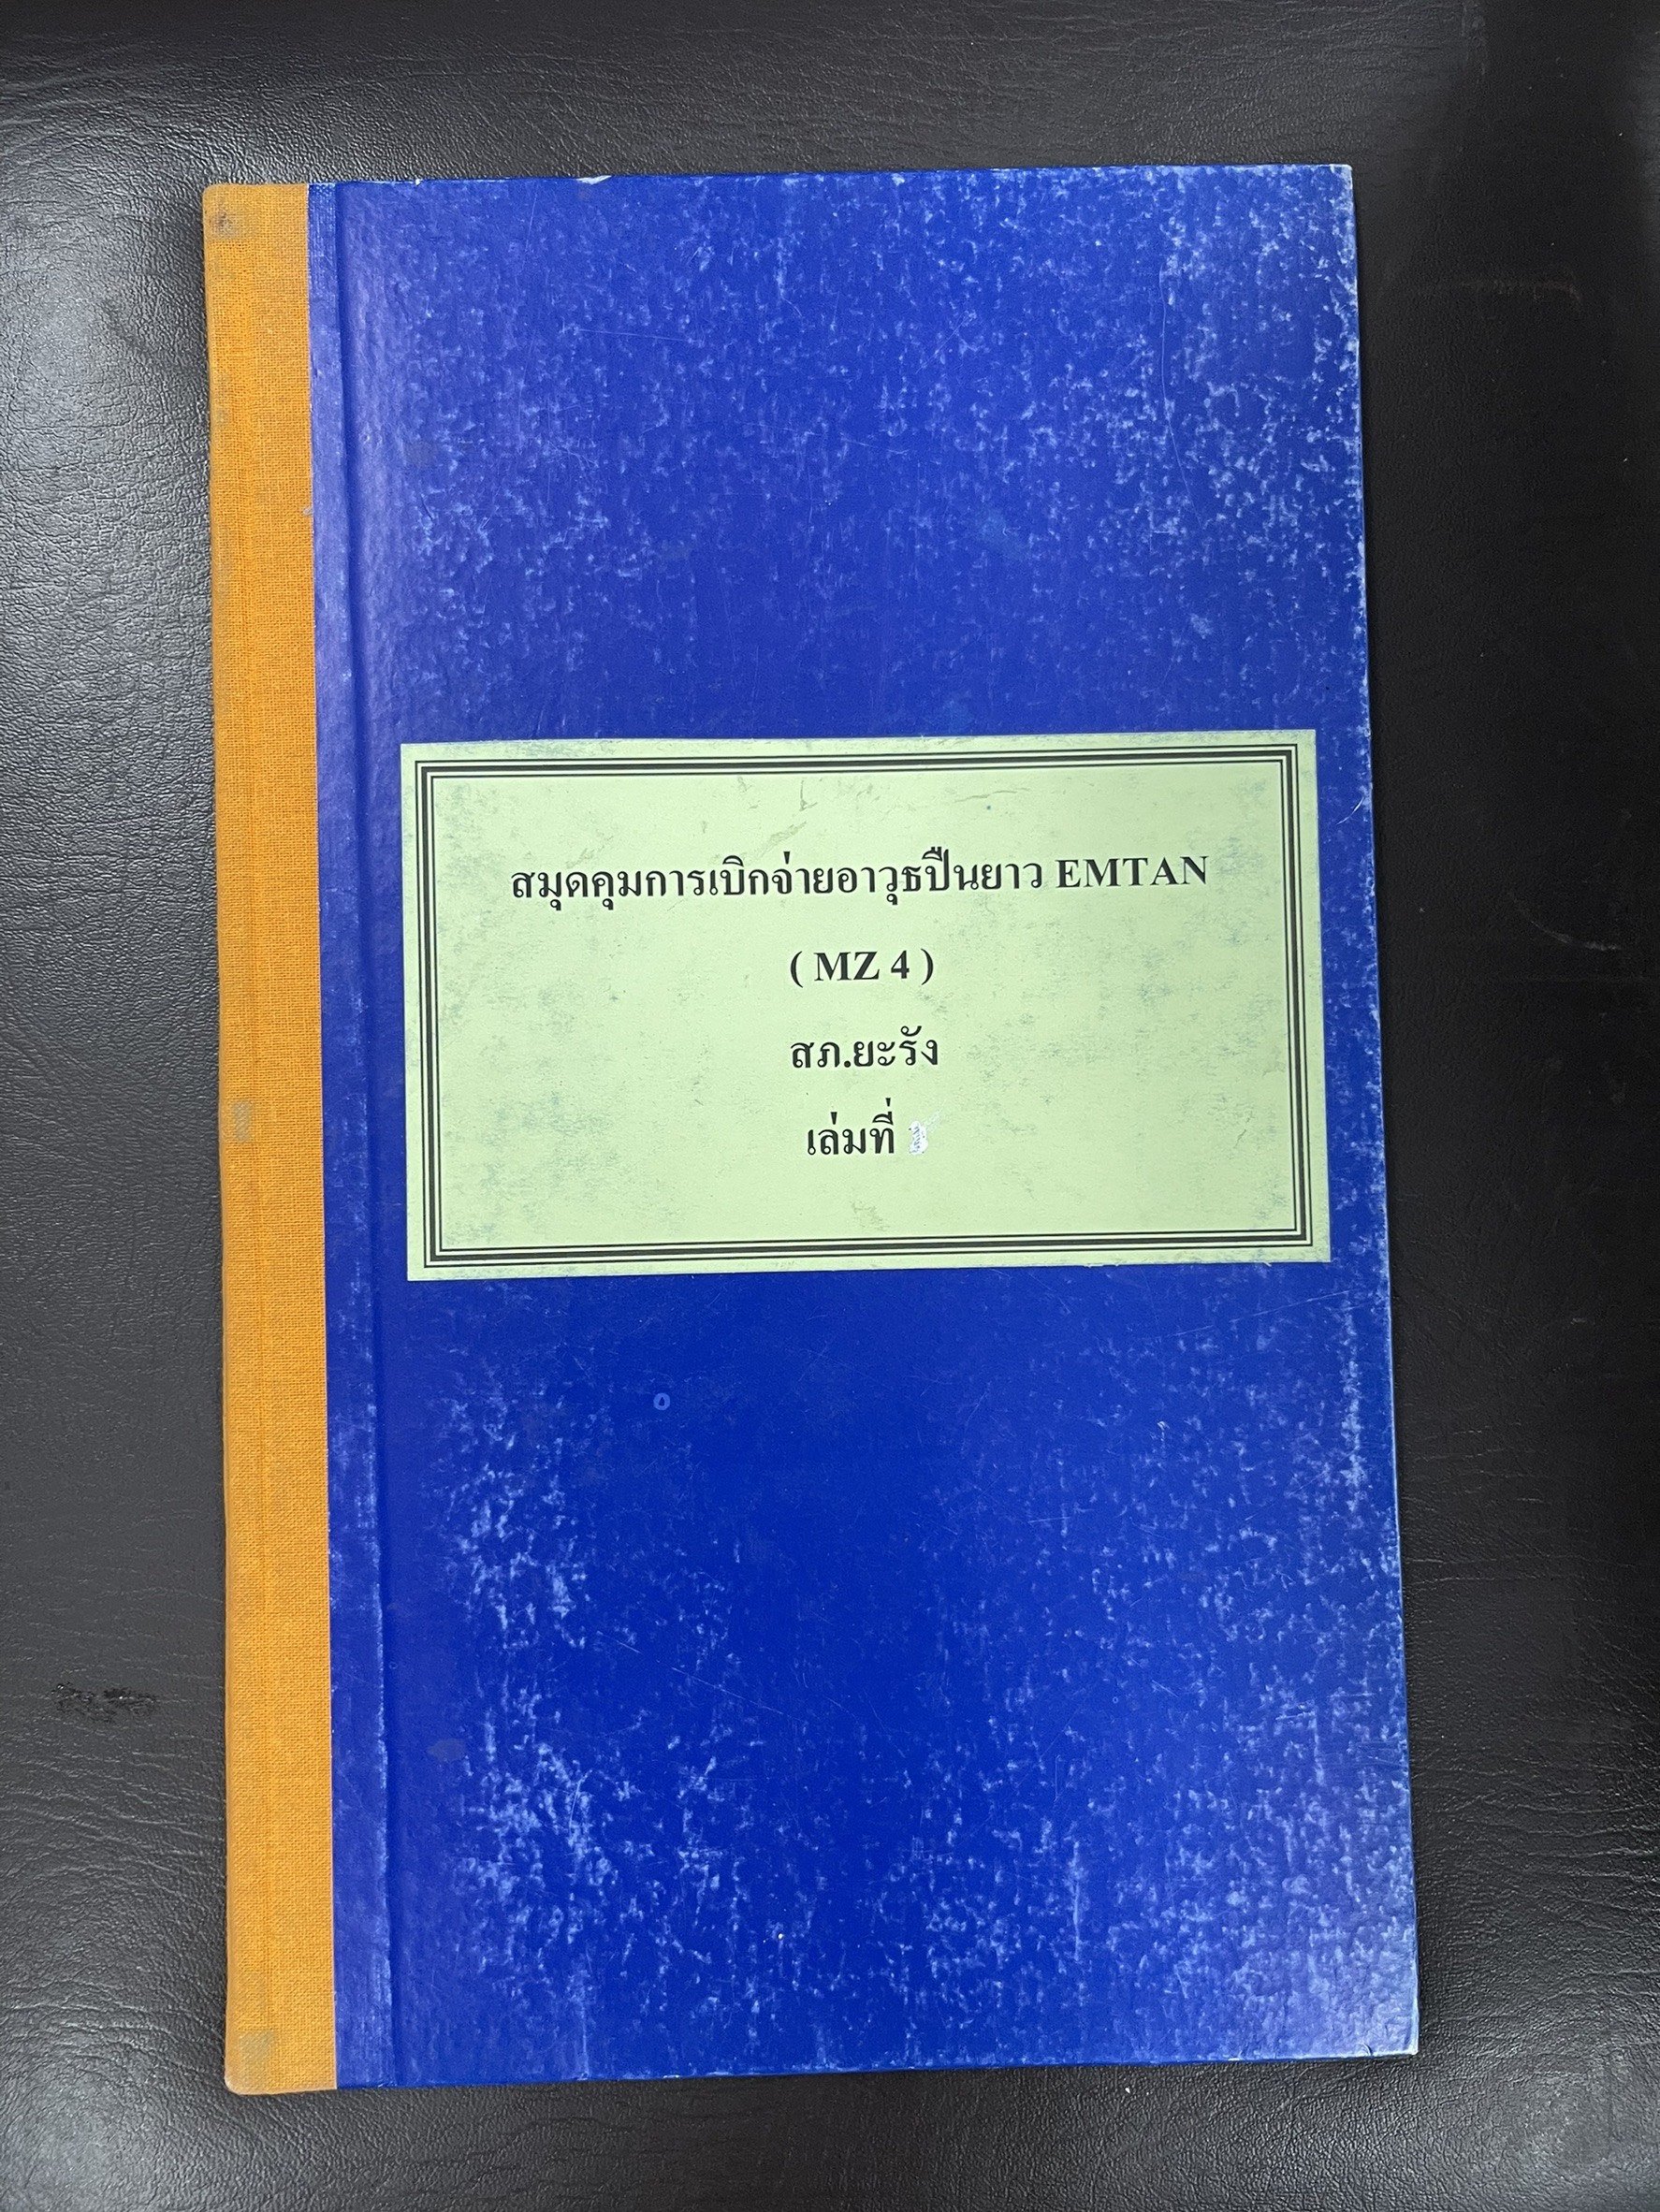 สมุดคุมการเบิกจ่ายอาวุธปืนยาว EMTAN
( MZ 4 )
สภ.ยะรัง
เล่มที่